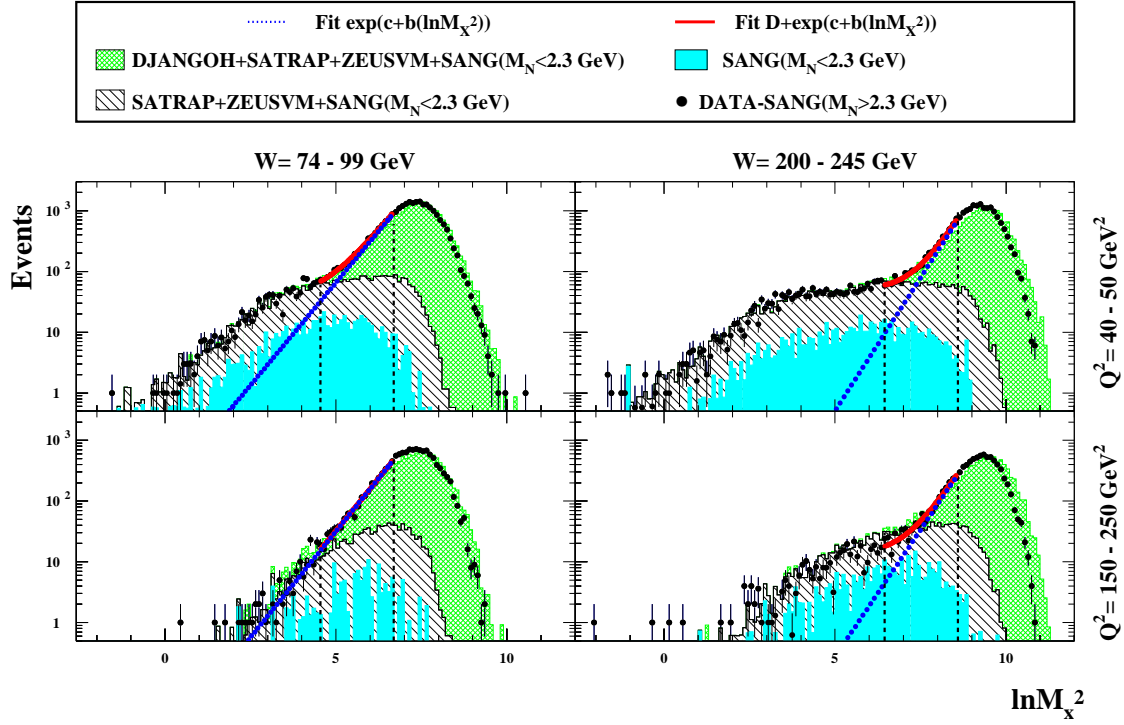 Fit exp(c+b(lnM_X^2)) Fit D+exp(c+b(lnM_X^2))
DJANGOH+SATRAP+ZEUSVM+SANG(M_N<2.3 GeV) SANG(M_N<2.3 GeV)
SATRAP+ZEUSVM+SANG(M_N<2.3 GeV) DATA-SANG(M_N>2.3 GeV)
W= 74 - 99 GeV W= 200 - 245 GeV
Events
10^3
10^2
10
1
Q^2= 40 - 50 GeV^2
10^3
10^2
10
1
Q^2= 150 - 250 GeV^2
0 5 10 0 5 10
lnM_x^2